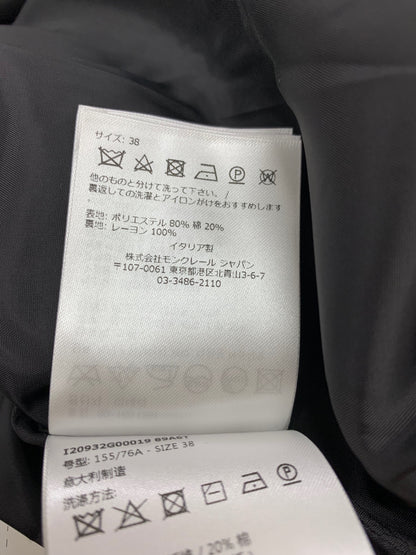 サイズ: 38
他のものと分けて洗って下さい。/
裏返しての洗濯とアイロンがけをおすすめします
表地: ポリエステル 80% 綿 20%
裏地: レーヨン 100%
イタリア製
株式会社モンクレール ジャパン
〒107-0061 東京都港区北青山3-6-7
03-3486-2110
I20932G00019 89A6T
号型: 155/76A - SIZE 38
意大利制造
洗涤方法:
/ 20% 棉